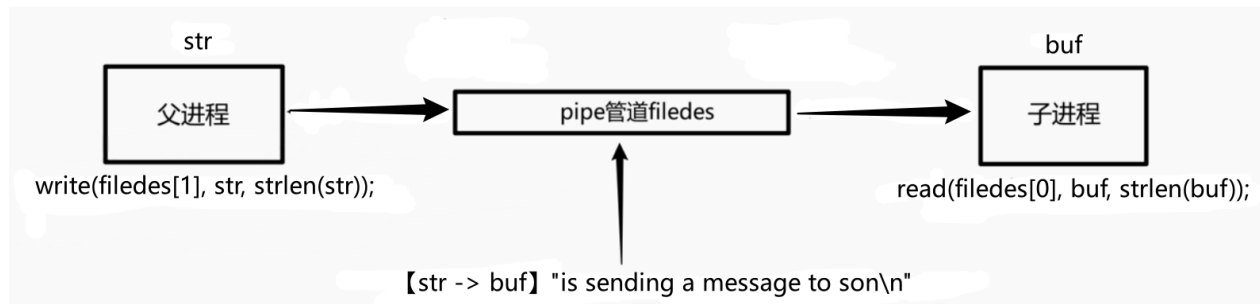 str
buf
父进程
pipe管道filedes
子进程
write(filedes[1], str, strlen(str));
read(filedes[0], buf, strlen(buf));
【str -> buf】"is sending a message to son\n"